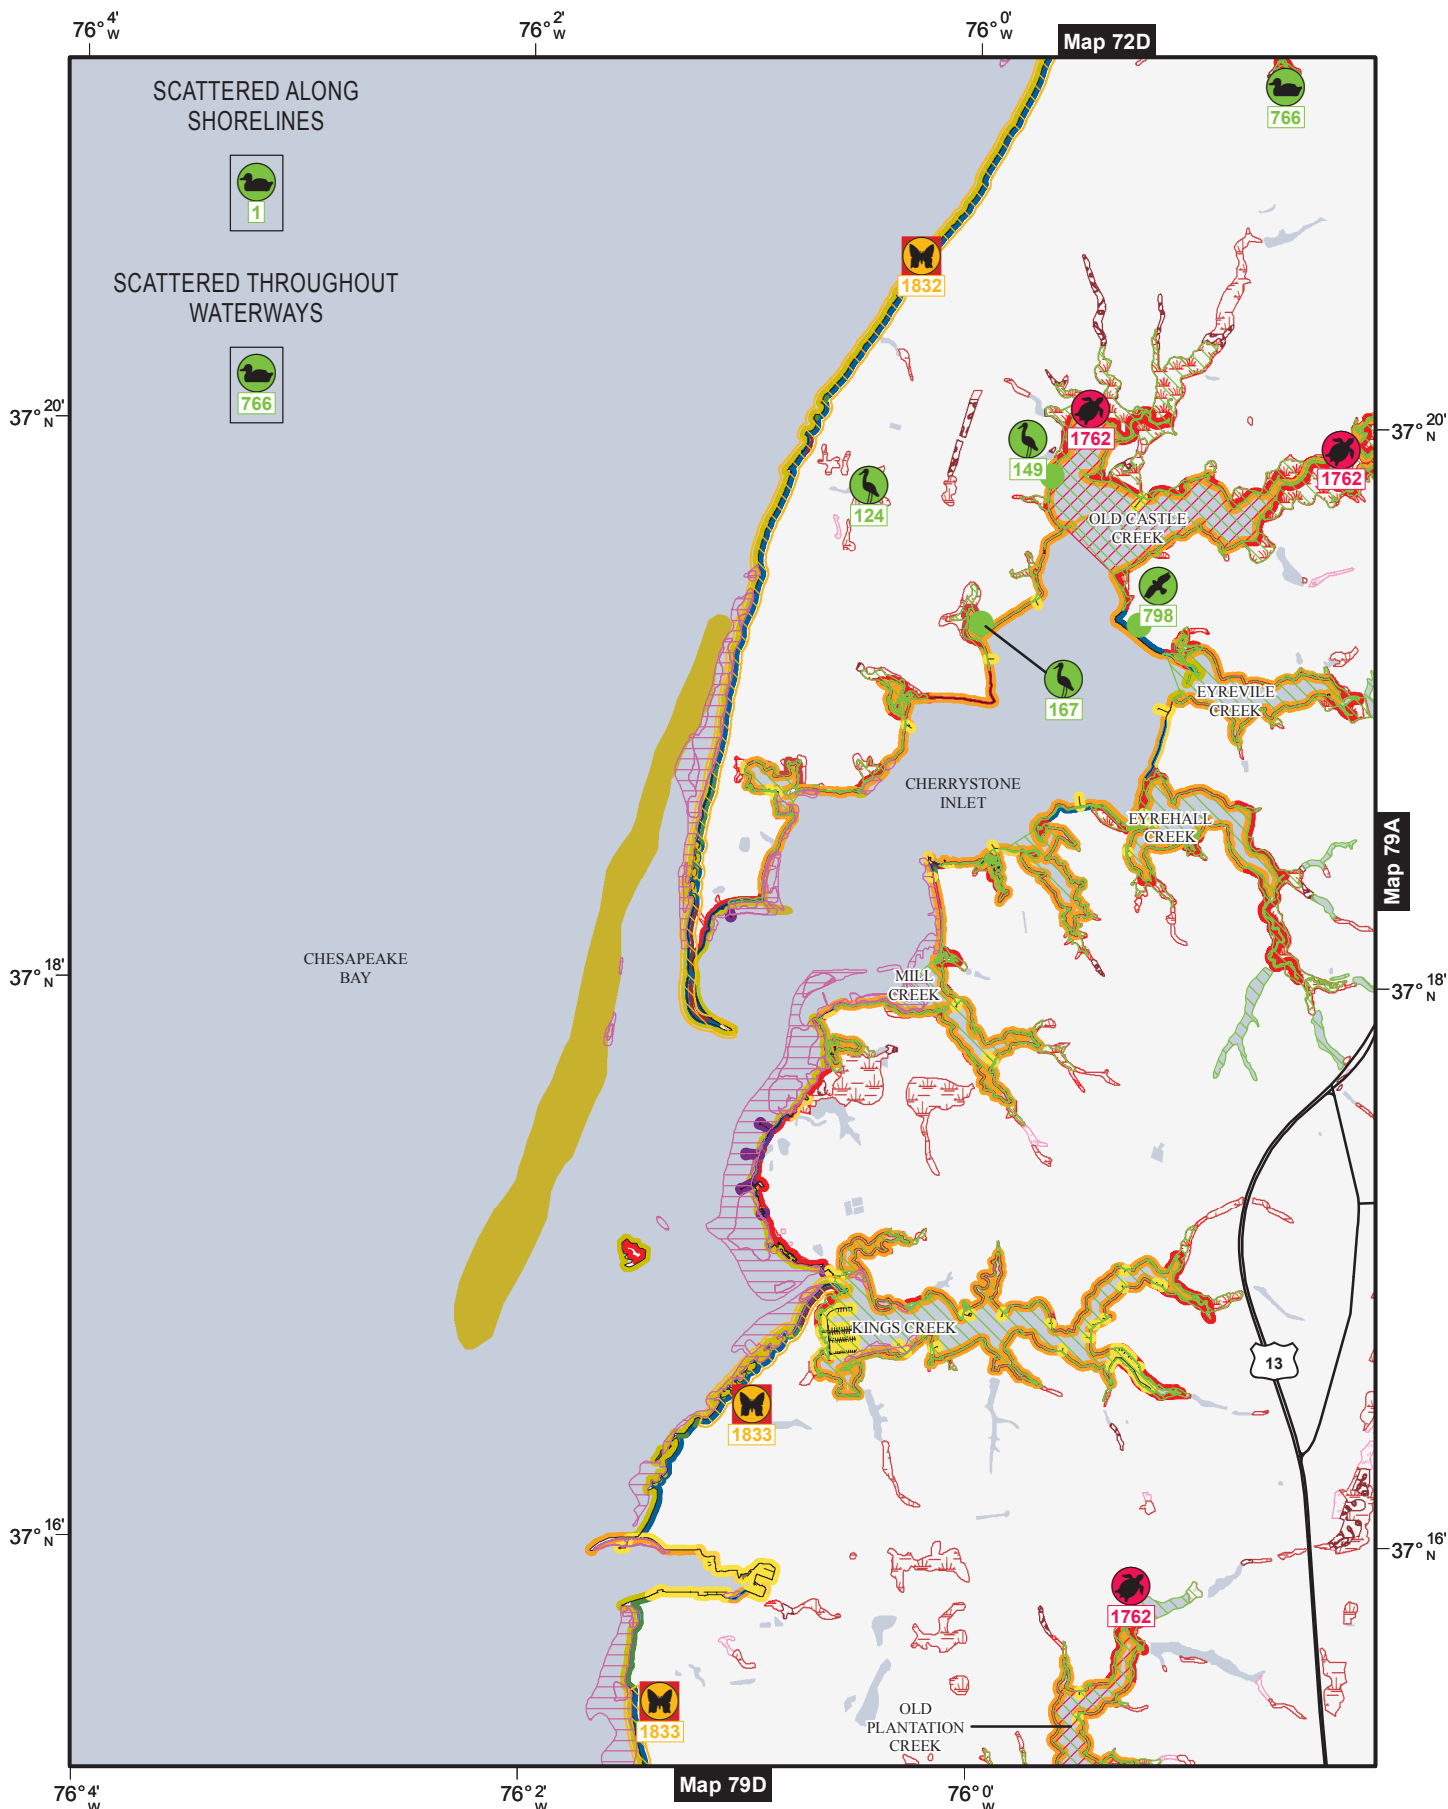 76° 4' W
76° 2' W
76° 0' W
Map 72D
SCATTERED ALONG
SHORELINES
1
SCATTERED THROUGHOUT
WATERWAYS
766
766
1832
37° 20' N
37° 20' N
1762
149
1762
124
OLD CASTLE
CREEK
798
167
EYREVILE
CREEK
CHERRYSTONE
INLET
EYREHALL
CREEK
Map 79A
CHESAPEAKE
BAY
MILL
CREEK
37° 18' N
37° 18' N
KINGS CREEK
13
1833
37° 16' N
37° 16' N
1762
1833
OLD
PLANTATION
CREEK
76° 4' W
76° 2' W
Map 79D
76° 0' W